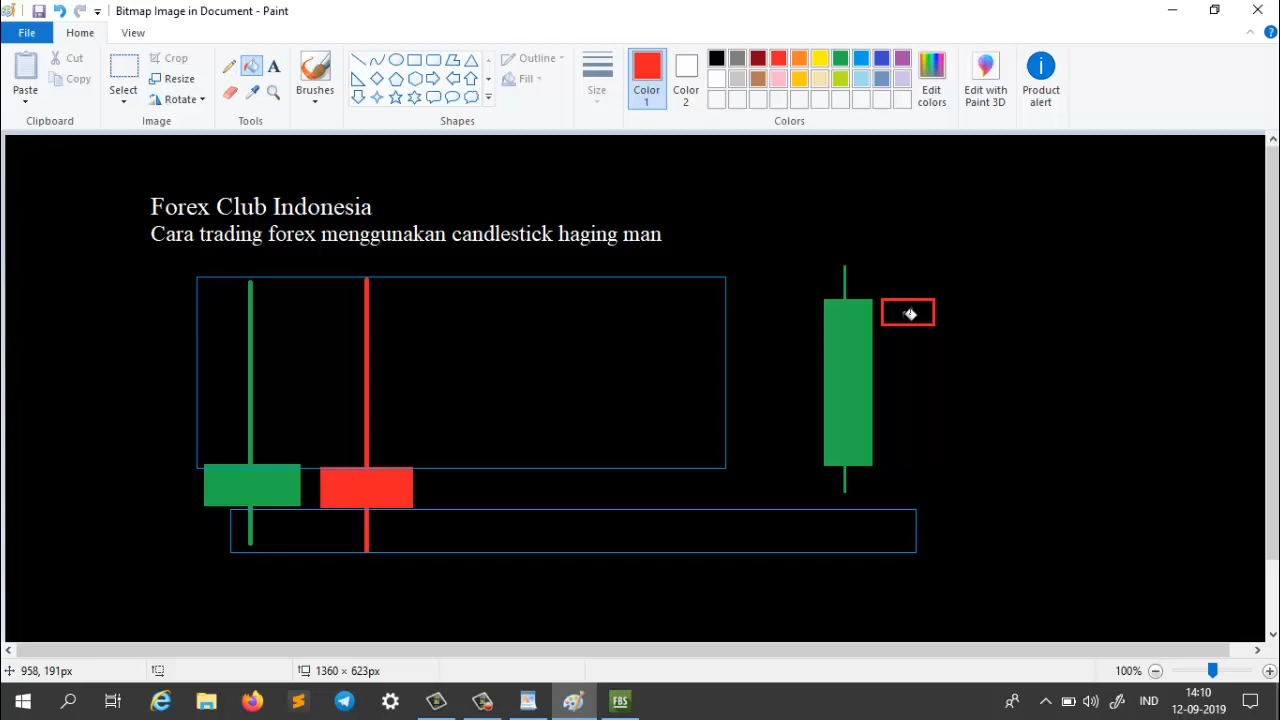 Bitmap Image in Document - Paint
File
Home
View
Paste
Cut
Copy
Clipboard
Select
Crop
Resize
Rotate
Image
A
Tools
Brushes
Outline
Fill
Shapes
Size
Color 1
Color 2
Edit colors
Colors
Edit with Paint 3D
Product alert
Forex Club Indonesia
Cara trading forex menggunakan candlestick haging man
958, 191px
1360 × 623px
100%
FBS
IND
14:10
12-09-2019